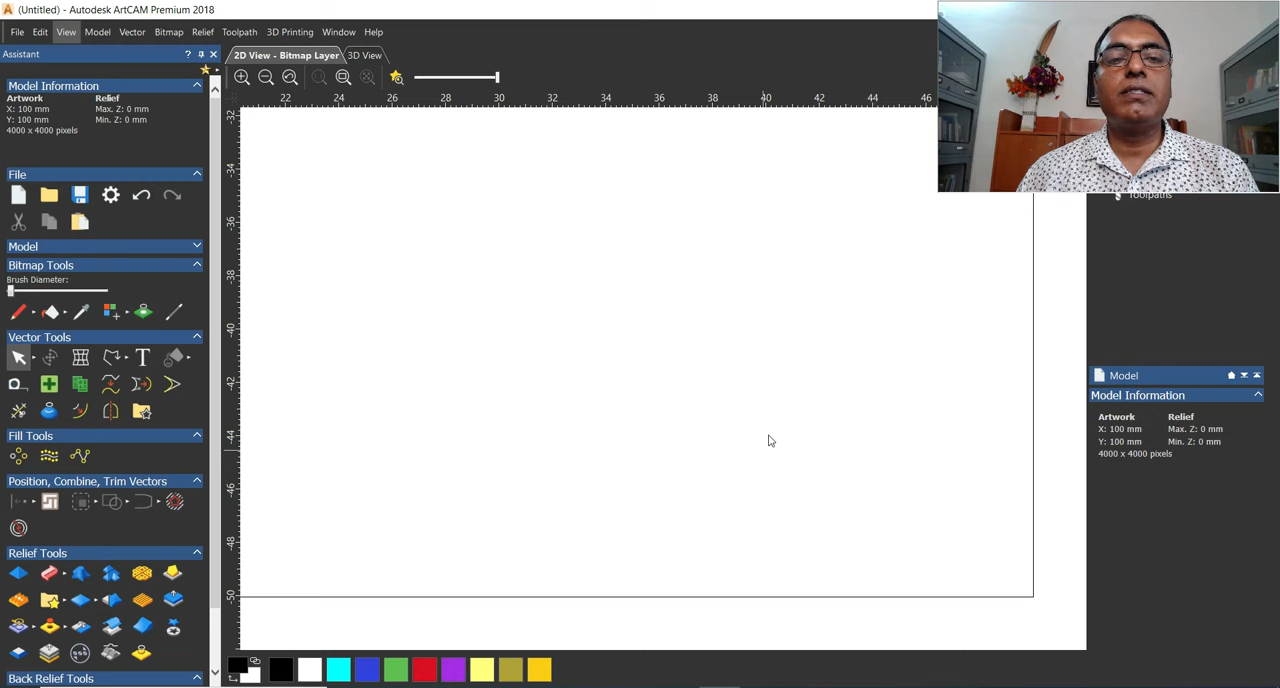 (Untitled) - Autodesk ArtCAM Premium 2018
File Edit View Model Vector Bitmap Relief Toolpath 3D Printing Window Help
Assistant ?
2D View - Bitmap Layer 3D View
Model Information
Artwork Relief
X: 100 mm Max. Z: 0 mm
Y: 100 mm Min. Z: 0 mm
4000 x 4000 pixels
File
Model
Bitmap Tools
Brush Diameter:
Vector Tools
Fill Tools
Position, Combine, Trim Vectors
Relief Tools
Back Relief Tools
22 24 26 28 30 32 34 36 38 40 42 44 46
-32
-34
-36
-38
-40
-42
-44
-46
-48
-50
Toolpaths
Model
Model Information
Artwork Relief
X: 100 mm Max. Z: 0 mm
Y: 100 mm Min. Z: 0 mm
4000 x 4000 pixels